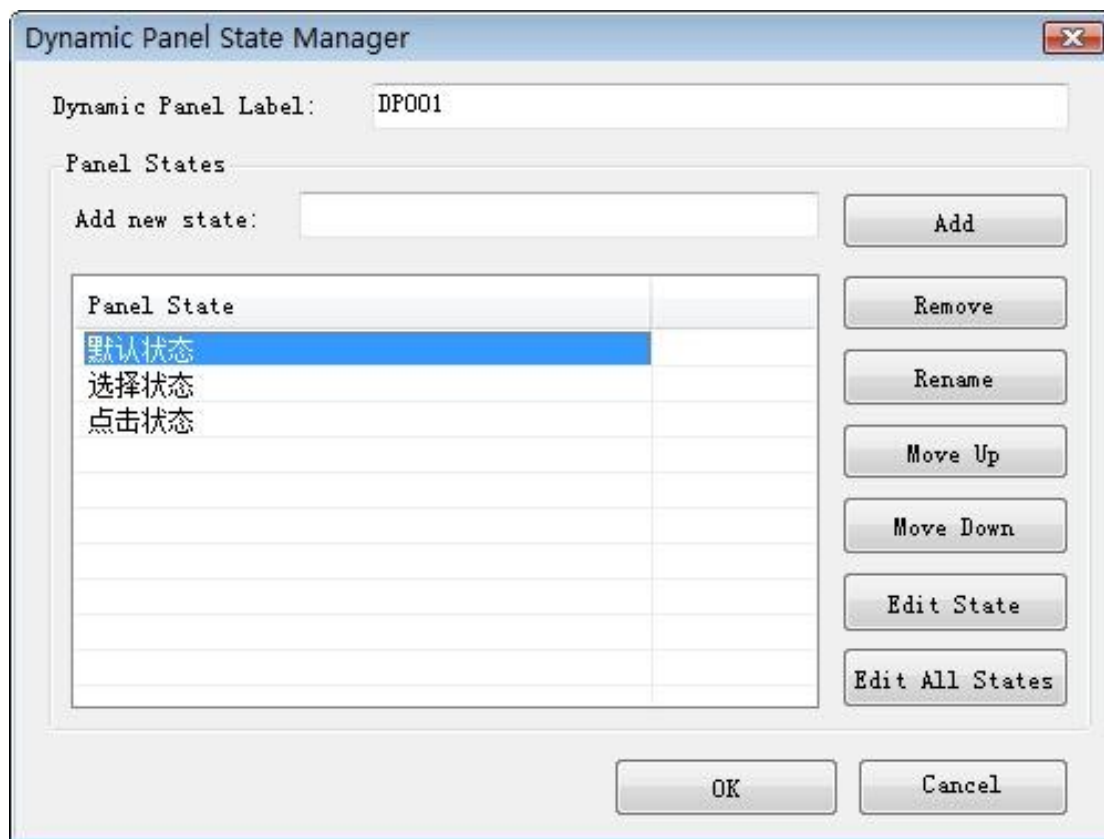 Dynamic Panel State Manager
Dynamic Panel Label: DP001
Panel States
Add new state: Add
Panel State Remove
默认状态
选择状态 Rename
点击状态
Move Up
Move Down
Edit State
Edit All States
OK Cancel